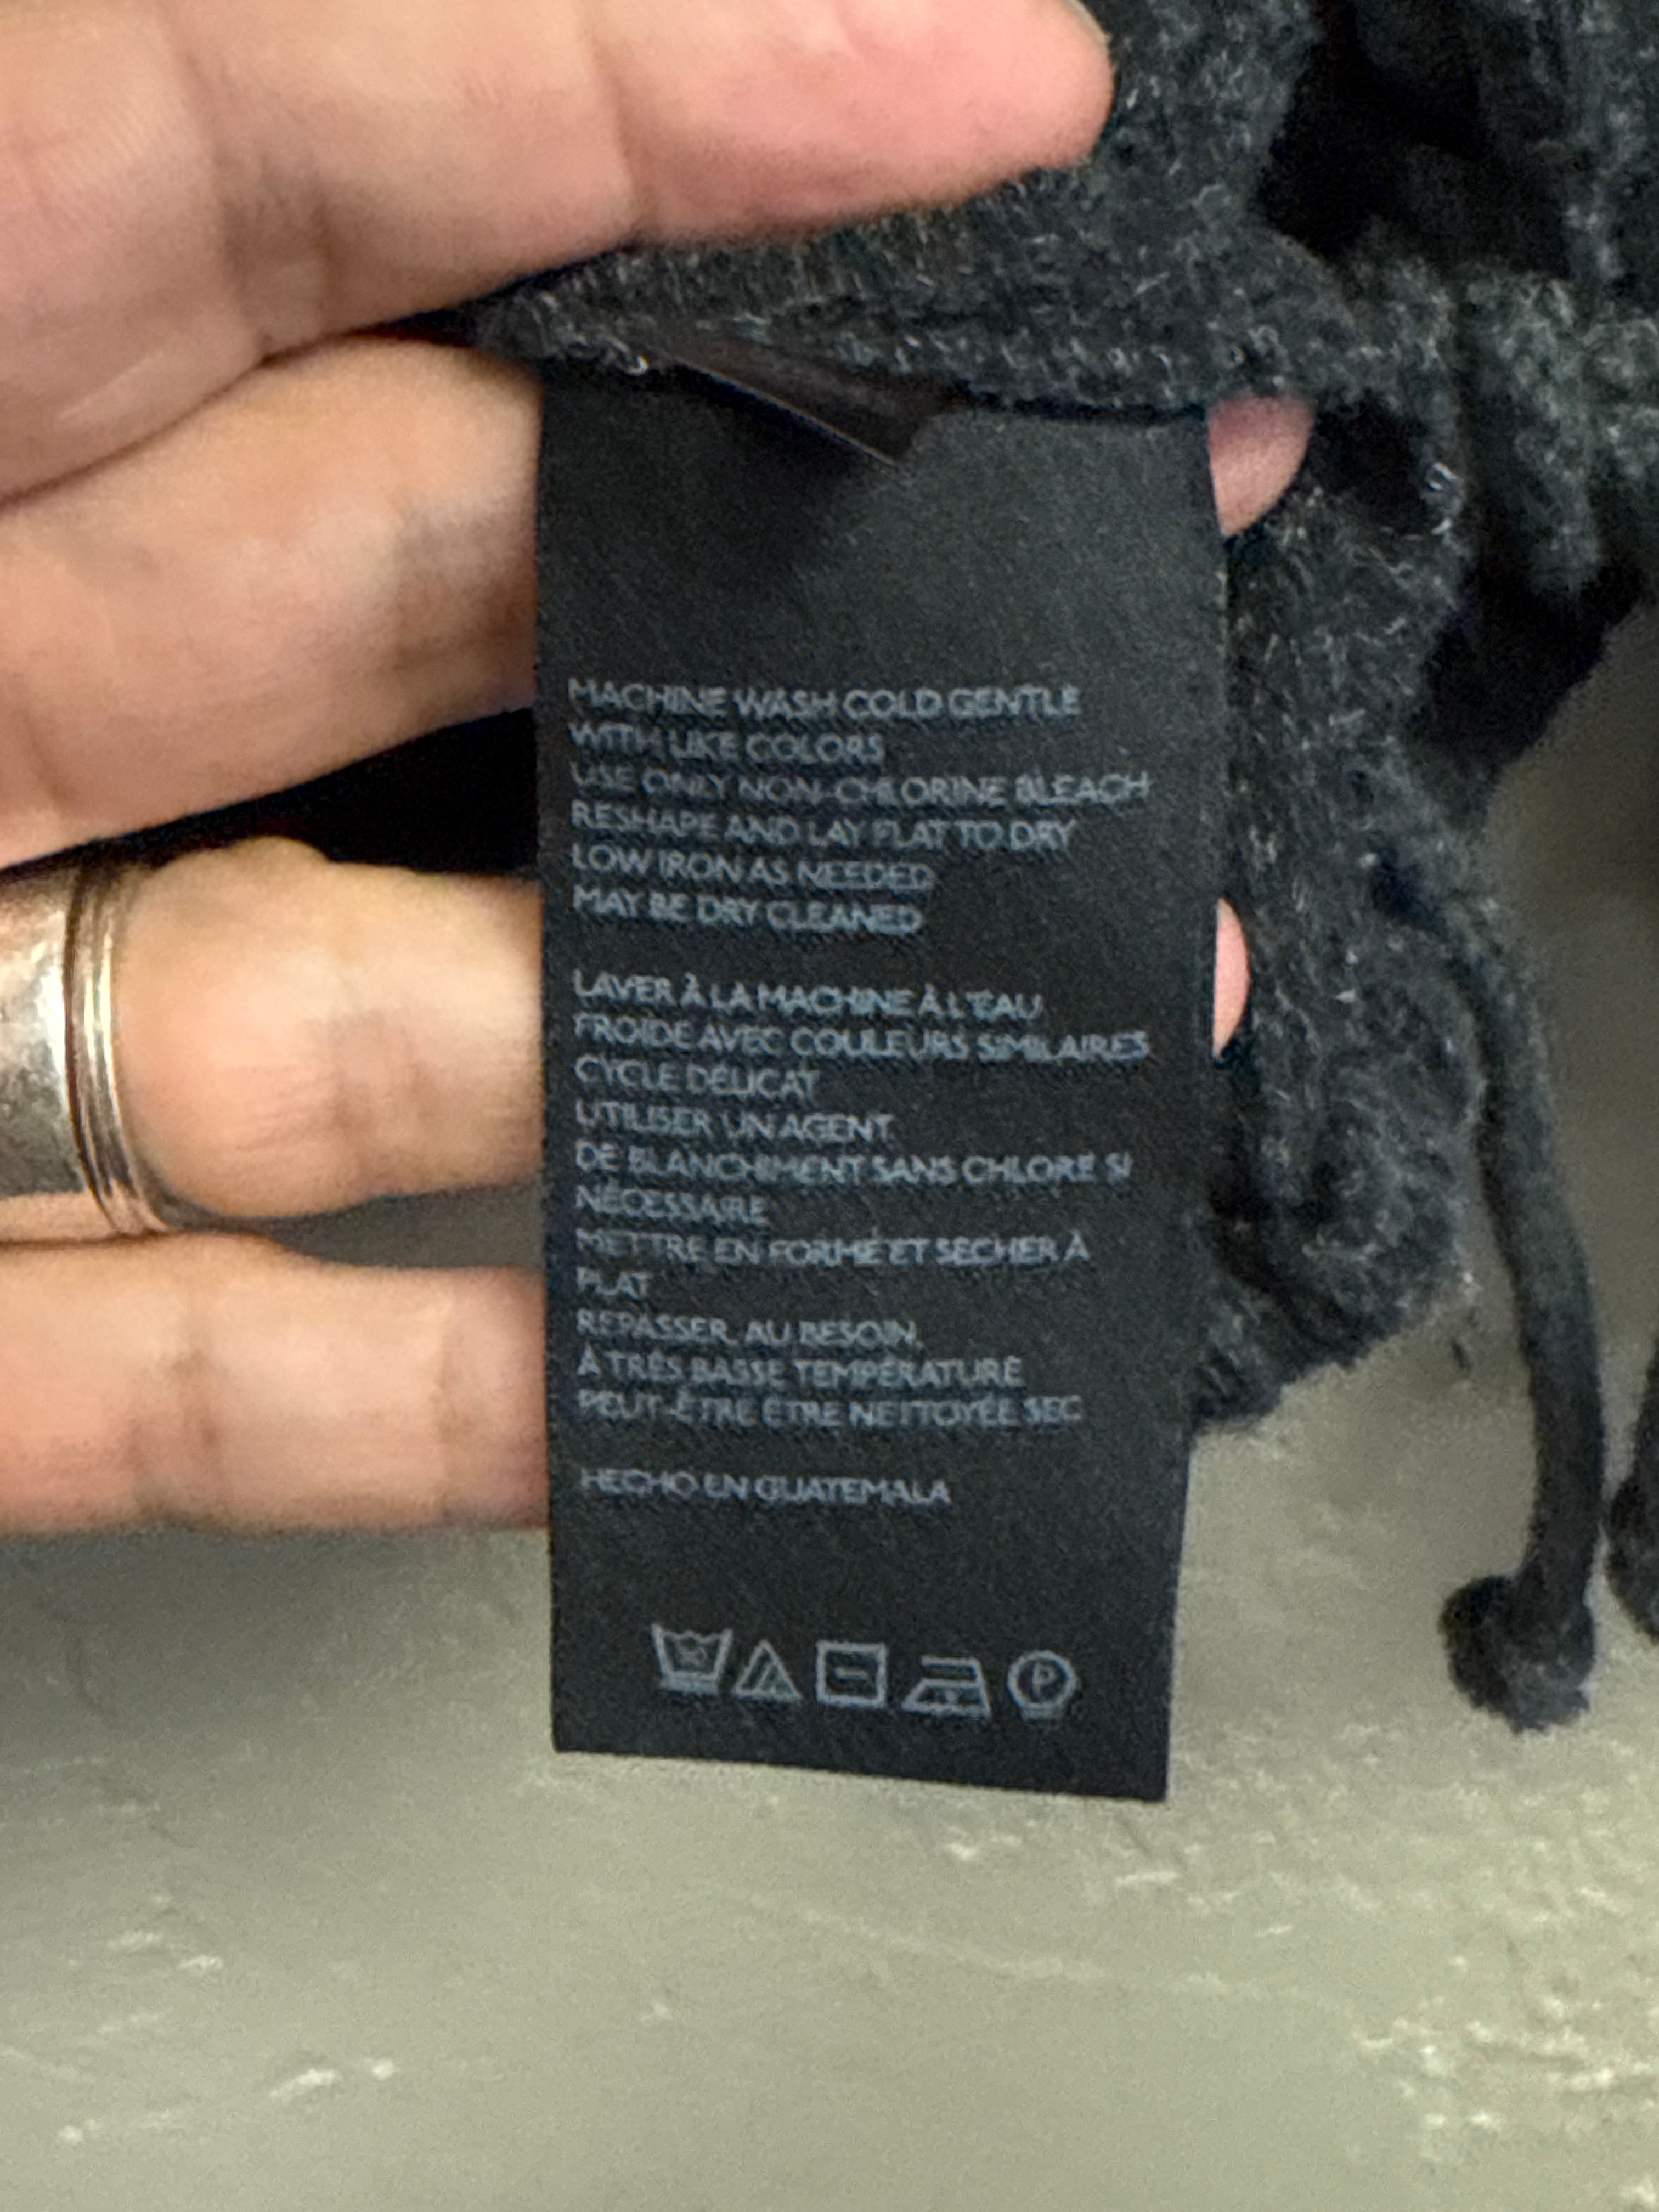 MACHINE WASH COLD GENTLE
WITH LIKE COLORS
USE ONLY NON-CHLORINE BLEACH
RESHAPE AND LAY FLAT TO DRY
LOW IRON AS NEEDED
MAY BE DRY CLEANED
LAVER À LA MACHINE À L'EAU
FROIDE AVEC COULEURS SIMILAIRES
CYCLE DÉLICAT
UTILISER UN AGENT
DE BLANCHIMENT SANS CHLORE SI
NÉCESSAIRE
METTRE EN FORME ET SÉCHER À
PLAT
REPASSER, AU BESOIN,
À TRÈS BASSE TEMPÉRATURE
PEUT-ÊTRE ÊTRE NETTOYÉE SEC
HECHO EN GUATEMALA
30 P